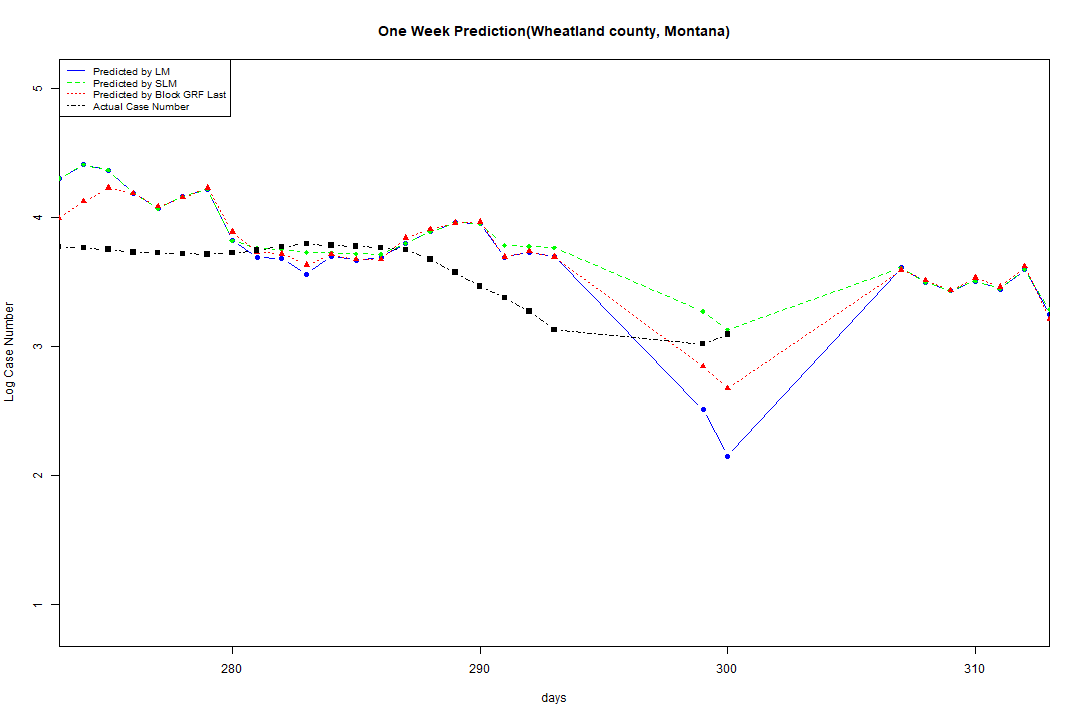 One Week Prediction(Wheatland county, Montana)
Predicted by LM
Predicted by SLM
Predicted by Block GRF Last
Actual Case Number
5
4
3
2
1
Log Case Number
280
290
300
310
days